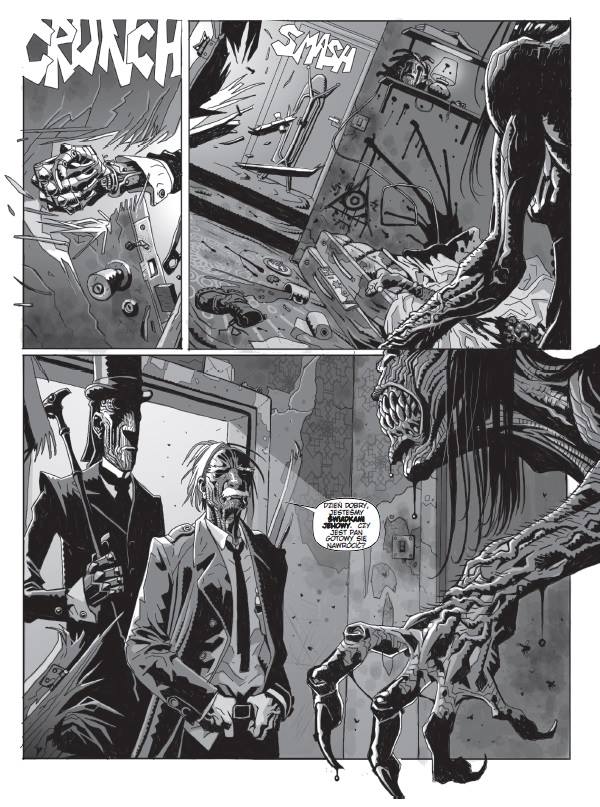 CRUNCH
SMASH
DZIEŃ DOBRY,
JESTEŚMY
ŚWIADKAMI
JEHOWY. CZY
JEST PAN
GOTOWY SIĘ
NAWRÓCIĆ?